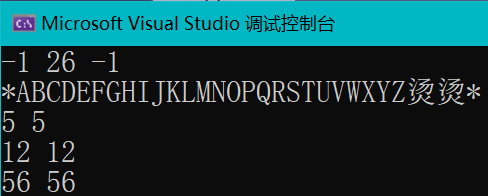 Microsoft Visual Studio 调试控制台
-1 26 -1
*ABCDEFGHIJKLMNOPQRSTUVWXYZ烫烫*
5 5
12 12
56 56